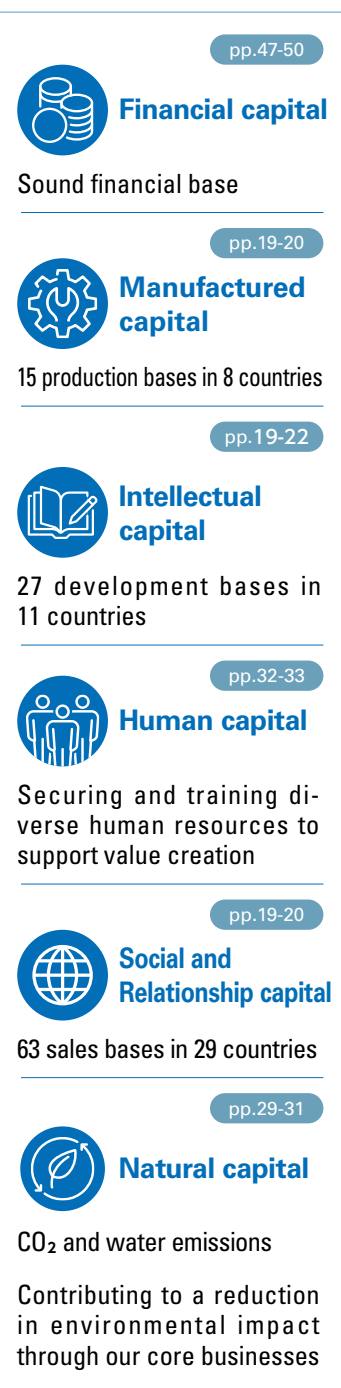 pp.47-50
Financial capital
Sound financial base
pp.19-20
Manufactured
capital
15 production bases in 8 countries
pp.19-22
Intellectual
capital
27 development bases in
11 countries
pp.32-33
Human capital
Securing and training di-
verse human resources to
support value creation
pp.19-20
Social and
Relationship capital
63 sales bases in 29 countries
pp.29-31
Natural capital
CO₂ and water emissions
Contributing to a reduction
in environmental impact
through our core businesses